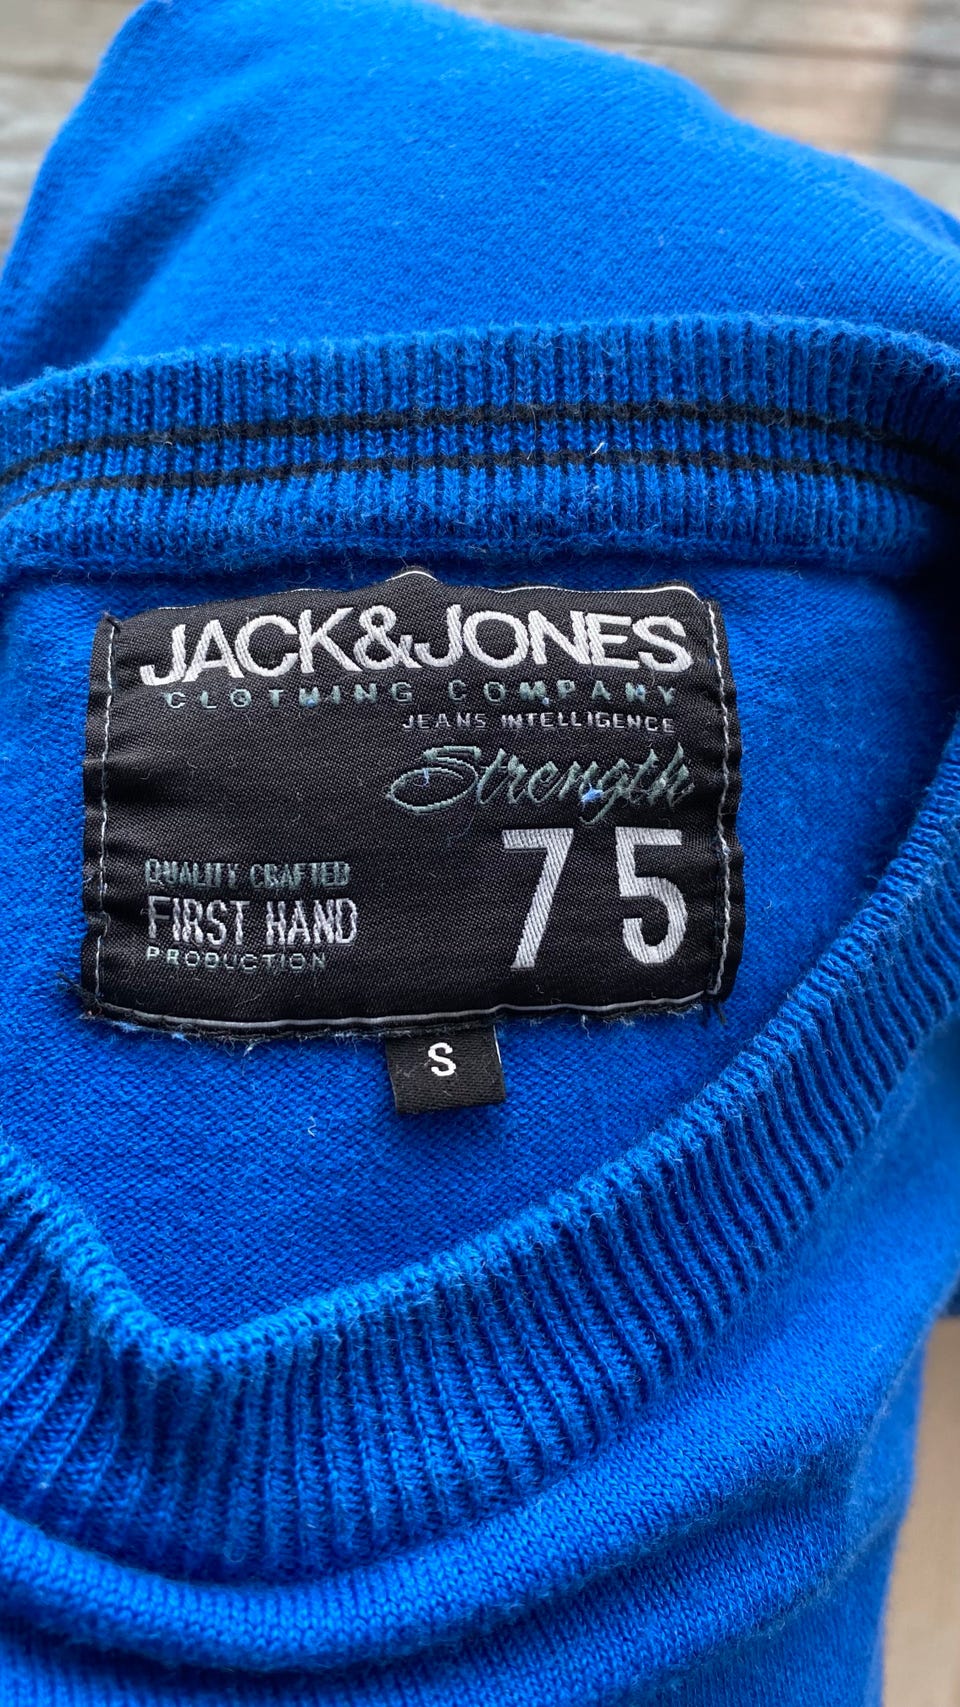 JACK&JONES
CLOTHING COMPANY
JEANS INTELLIGENCE
Strength
75
QUALITY CRAFTED
FIRST HAND
PRODUCTION
S